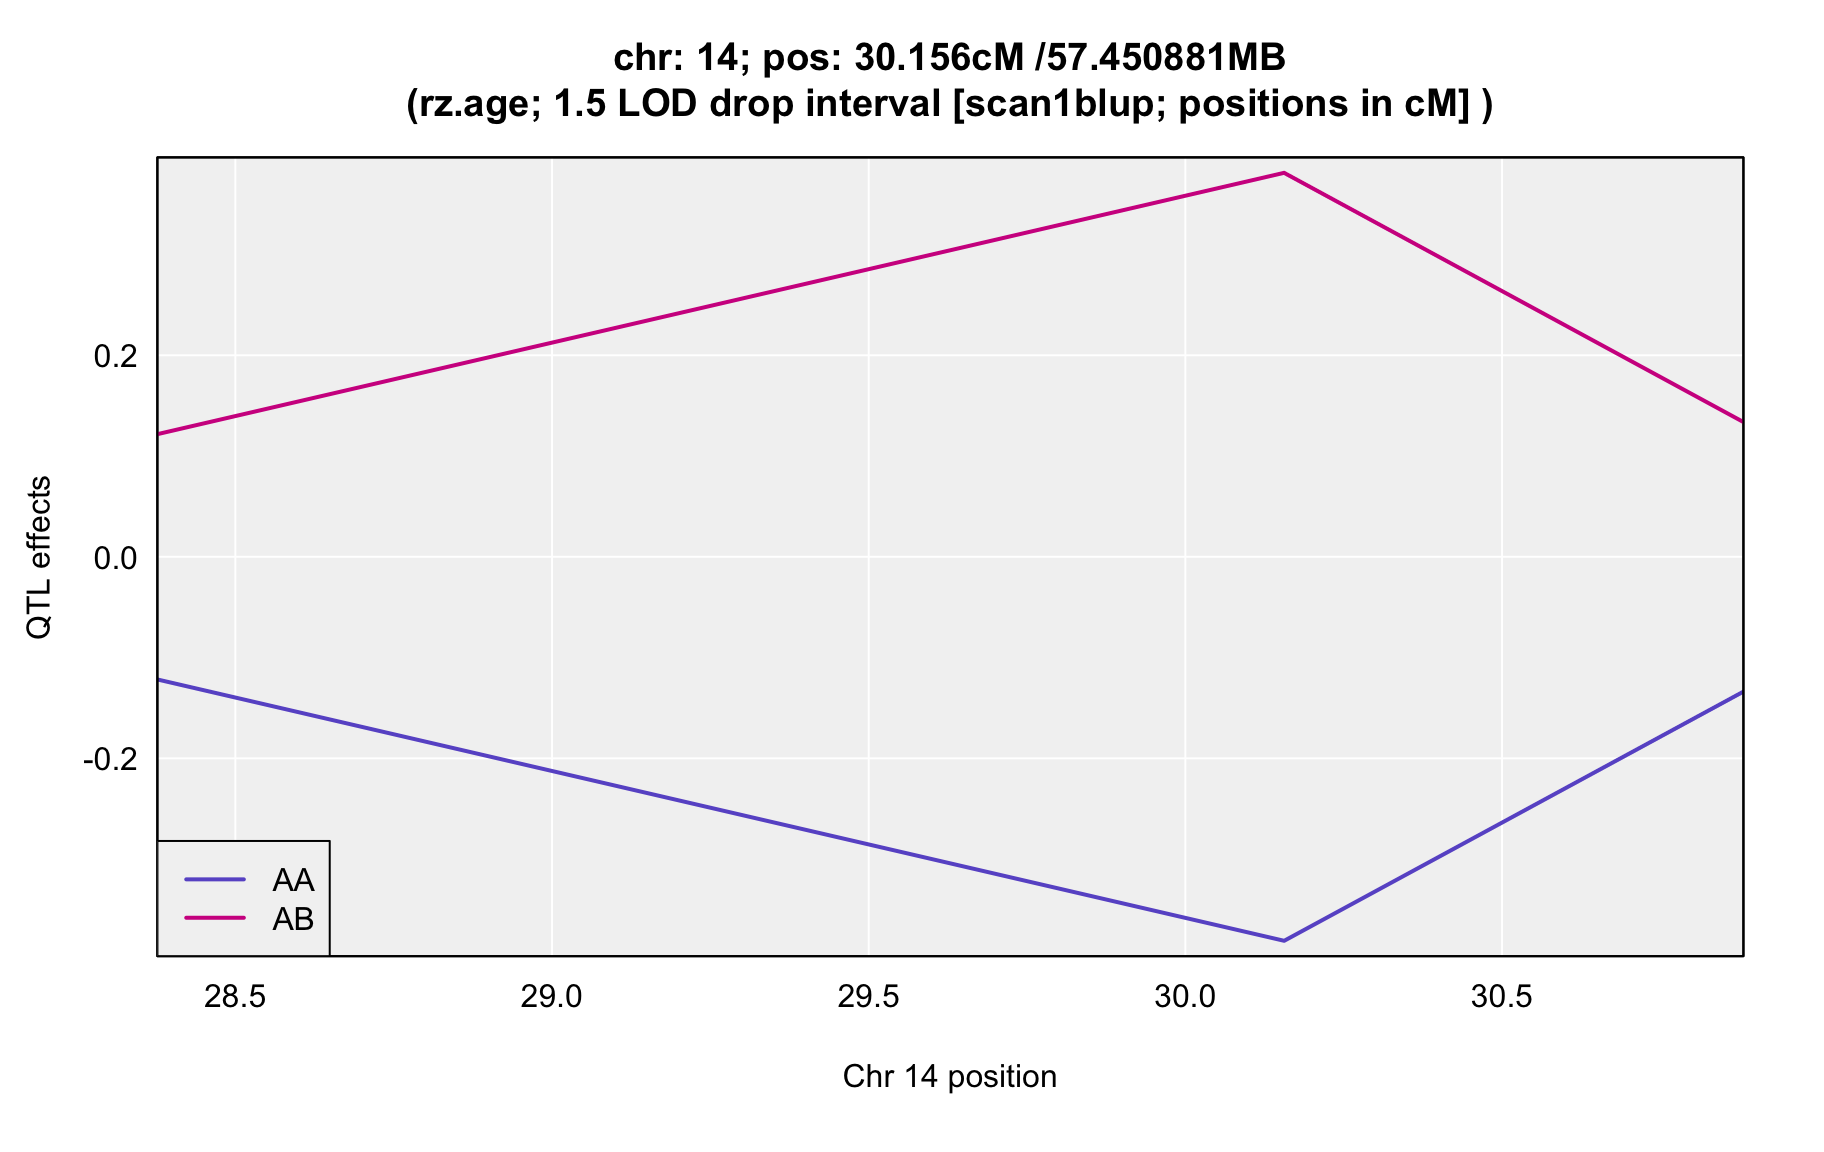 chr: 14; pos: 30.156cM /57.450881MB
(rz.age; 1.5 LOD drop interval [scan1blup; positions in cM] )
QTL effects
0.2
0.0
-0.2
AA
AB
28.5 29.0 29.5 30.0 30.5
Chr 14 position